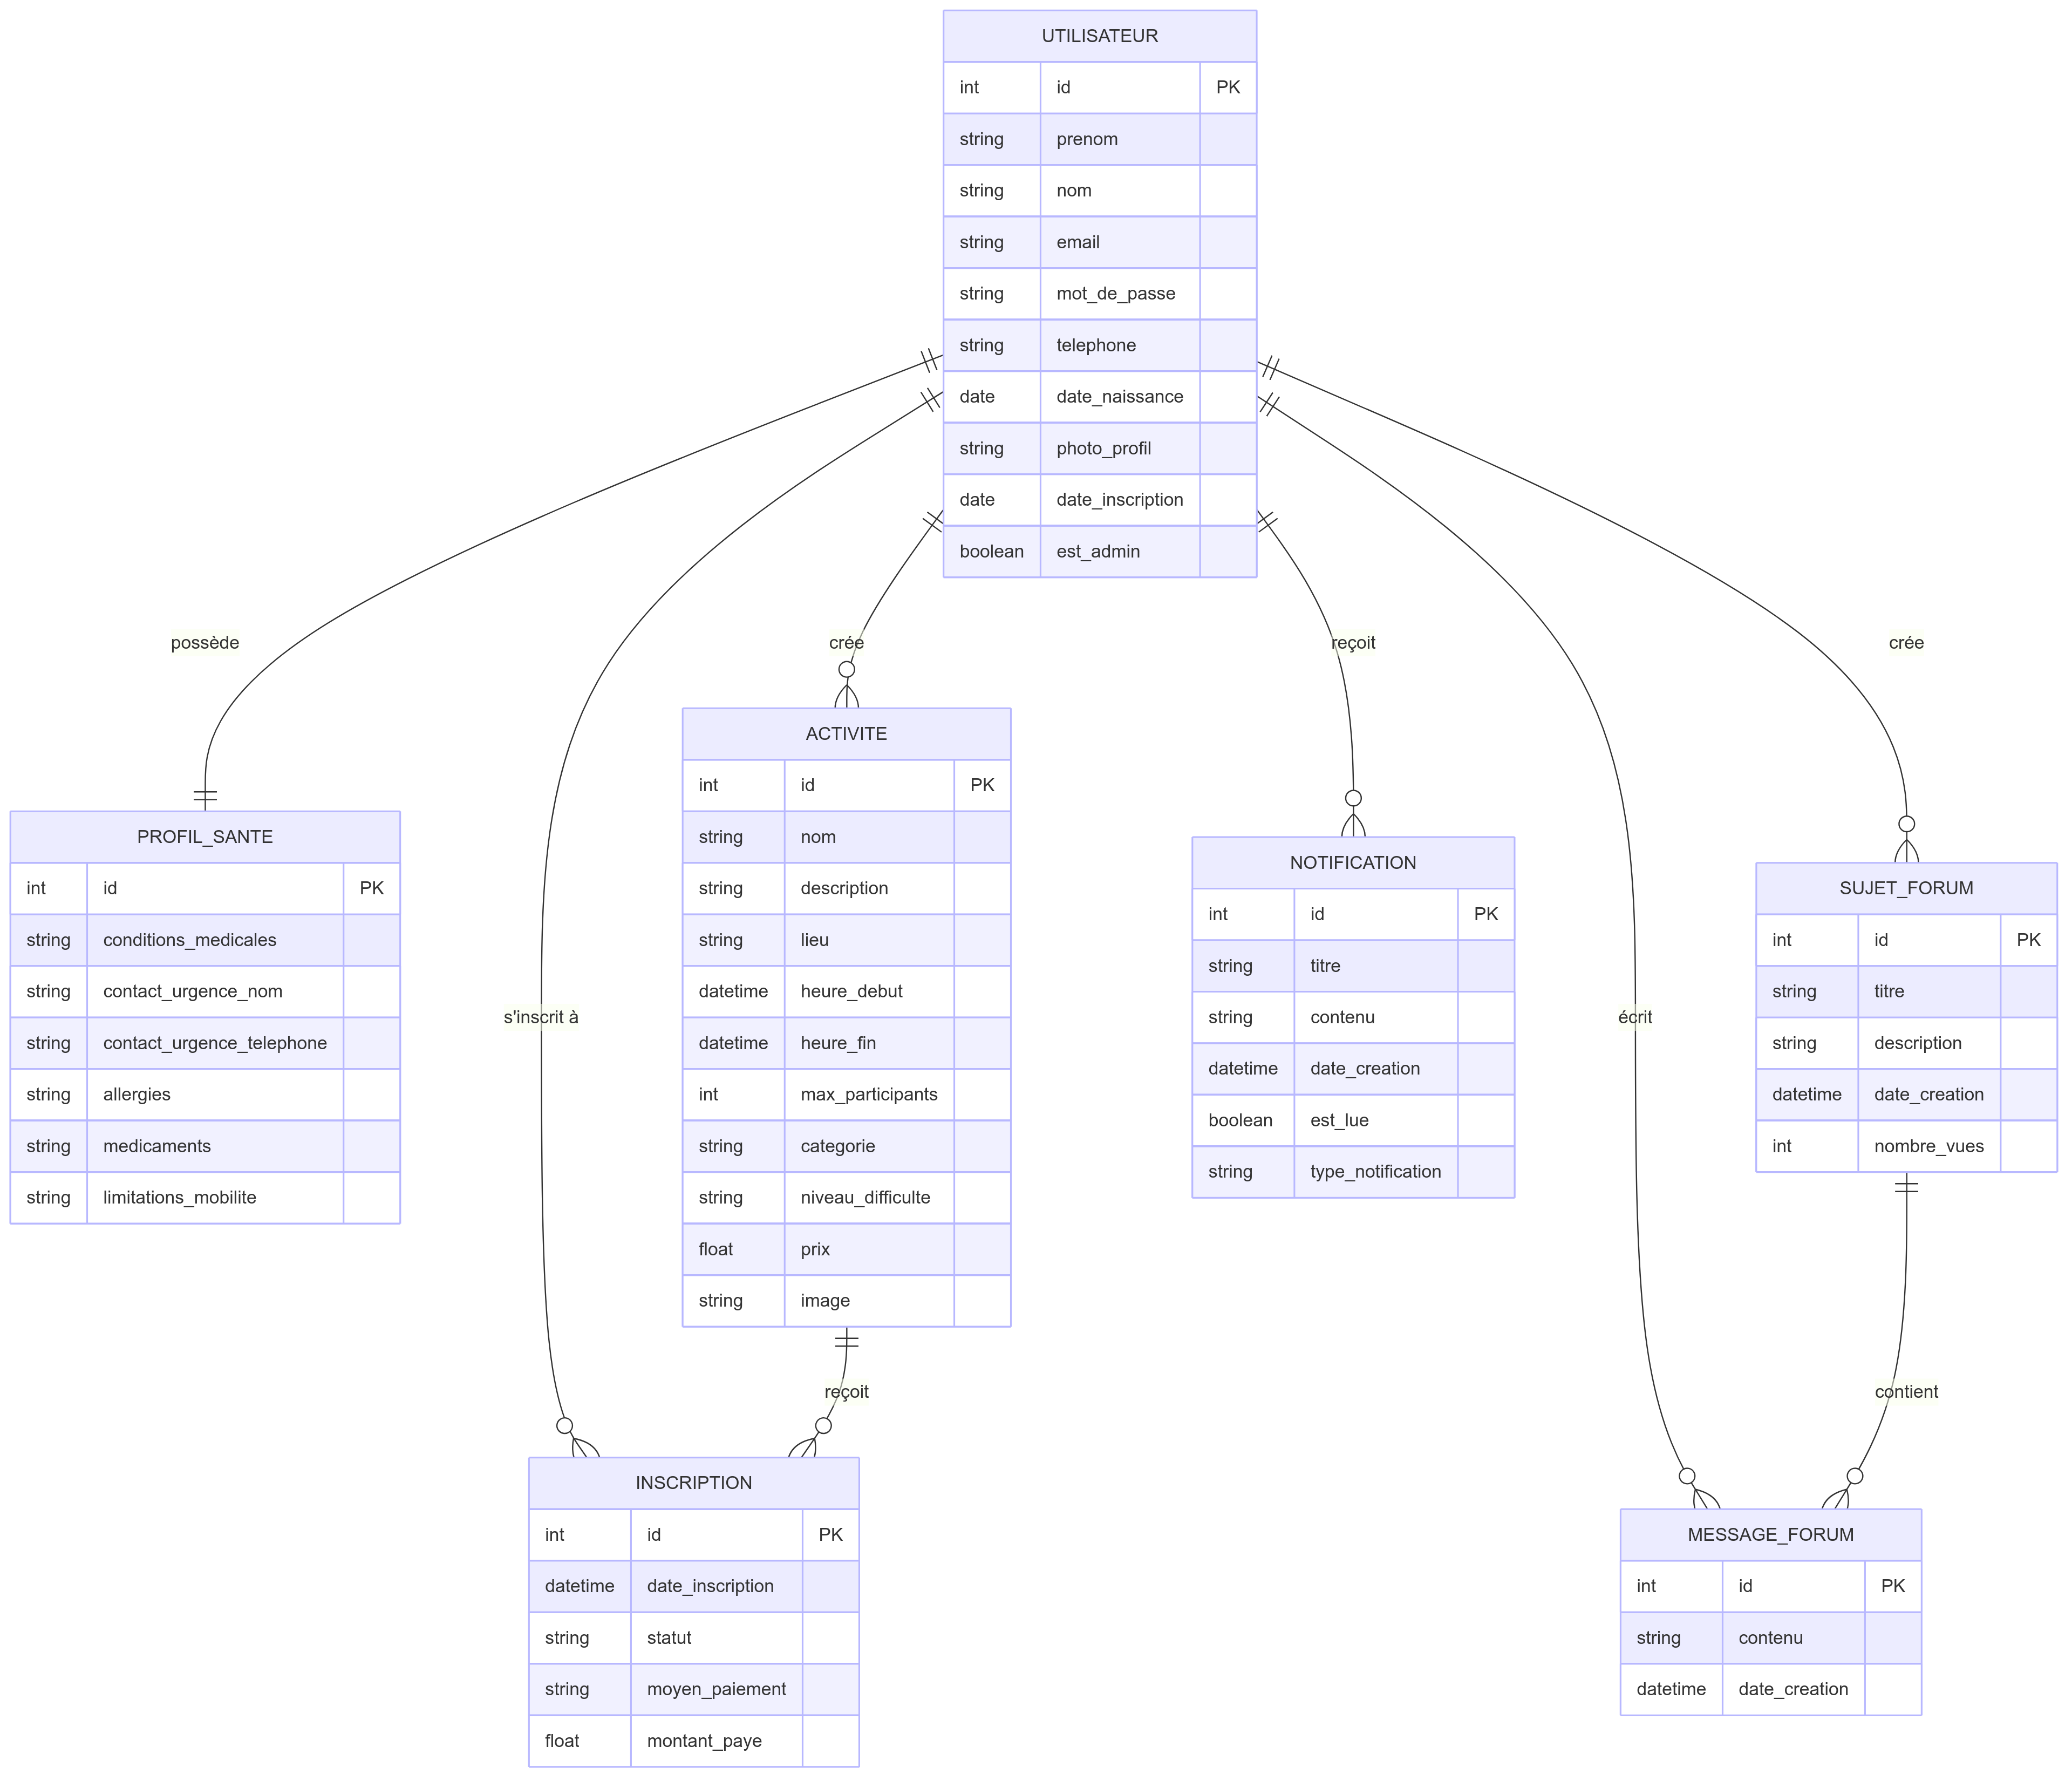 UTILISATEUR
int id PK
string prenom
string nom
string email
string mot_de_passe
string telephone
date date_naissance
string photo_profil
date date_inscription
boolean est_admin
possède
crée
reçoit
crée
ACTIVITE
int id PK
string nom
string description
string lieu
datetime heure_debut
datetime heure_fin
int max_participants
string categorie
string niveau_difficulte
float prix
string image
PROFIL_SANTE
int id PK
string conditions_medicales
string contact_urgence_nom
string contact_urgence_telephone
string allergies
string medicaments
string limitations_mobilite
NOTIFICATION
int id PK
string titre
string contenu
datetime date_creation
boolean est_lue
string type_notification
SUJET_FORUM
int id PK
string titre
string description
datetime date_creation
int nombre_vues
s'inscrit à
écrit
reçoit
contient
INSCRIPTION
int id PK
datetime date_inscription
string statut
string moyen_paiement
float montant_paye
MESSAGE_FORUM
int id PK
string contenu
datetime date_creation